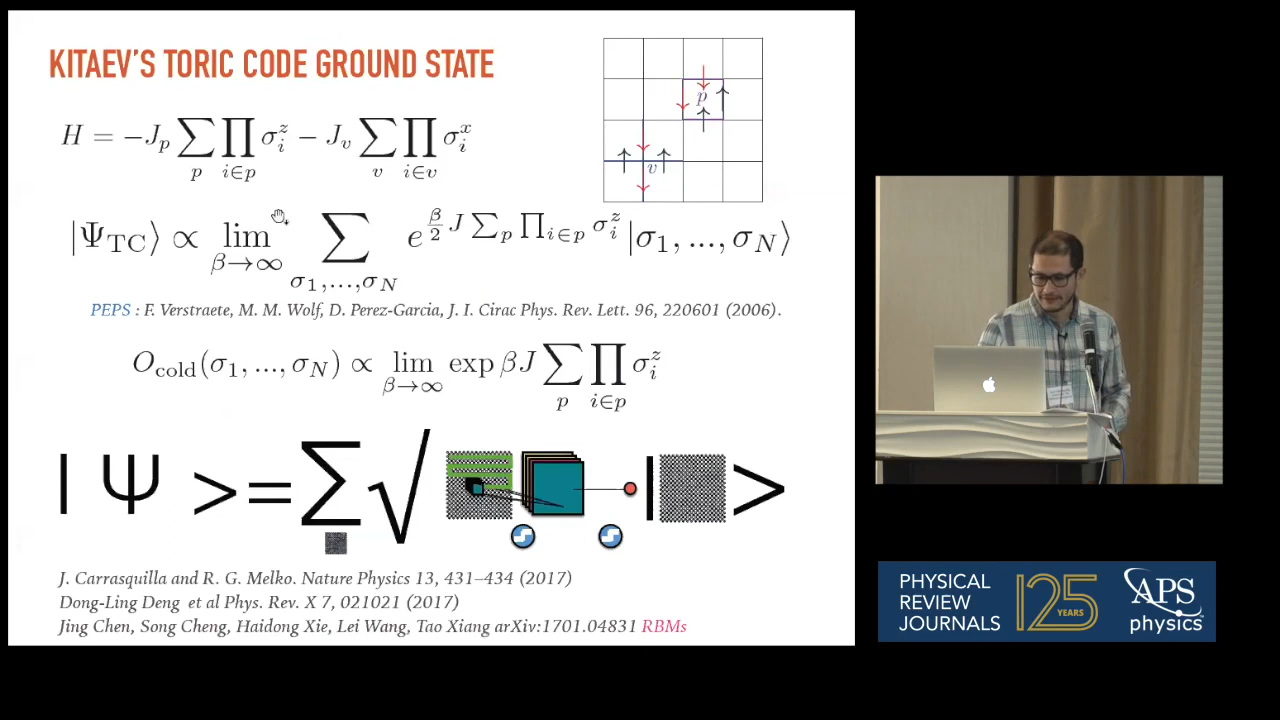 KITAEV'S TORIC CODE GROUND STATE
H = −J_p ∑_p ∏_{i∈p} σ_i^z − J_v ∑_v ∏_{i∈v} σ_i^x
p
v
|Ψ_TC⟩ ∝ lim_{β→∞} ∑_{σ_1,...,σ_N} e^{β/2 J ∑_p ∏_{i∈p} σ_i^z} |σ_1, ..., σ_N⟩
PEPS : F. Verstraete, M. M. Wolf, D. Perez-Garcia, J. I. Cirac Phys. Rev. Lett. 96, 220601 (2006).
O_cold(σ_1, ..., σ_N) ∝ lim_{β→∞} exp βJ ∑_p ∏_{i∈p} σ_i^z
| Ψ >=∑√ | >
J. Carrasquilla and R. G. Melko. Nature Physics 13, 431–434 (2017)
Dong-Ling Deng et al Phys. Rev. X 7, 021021 (2017)
Jing Chen, Song Cheng, Haidong Xie, Lei Wang, Tao Xiang arXiv:1701.04831 RBMs
PHYSICAL
REVIEW
JOURNALS
125
YEARS
APS
physics